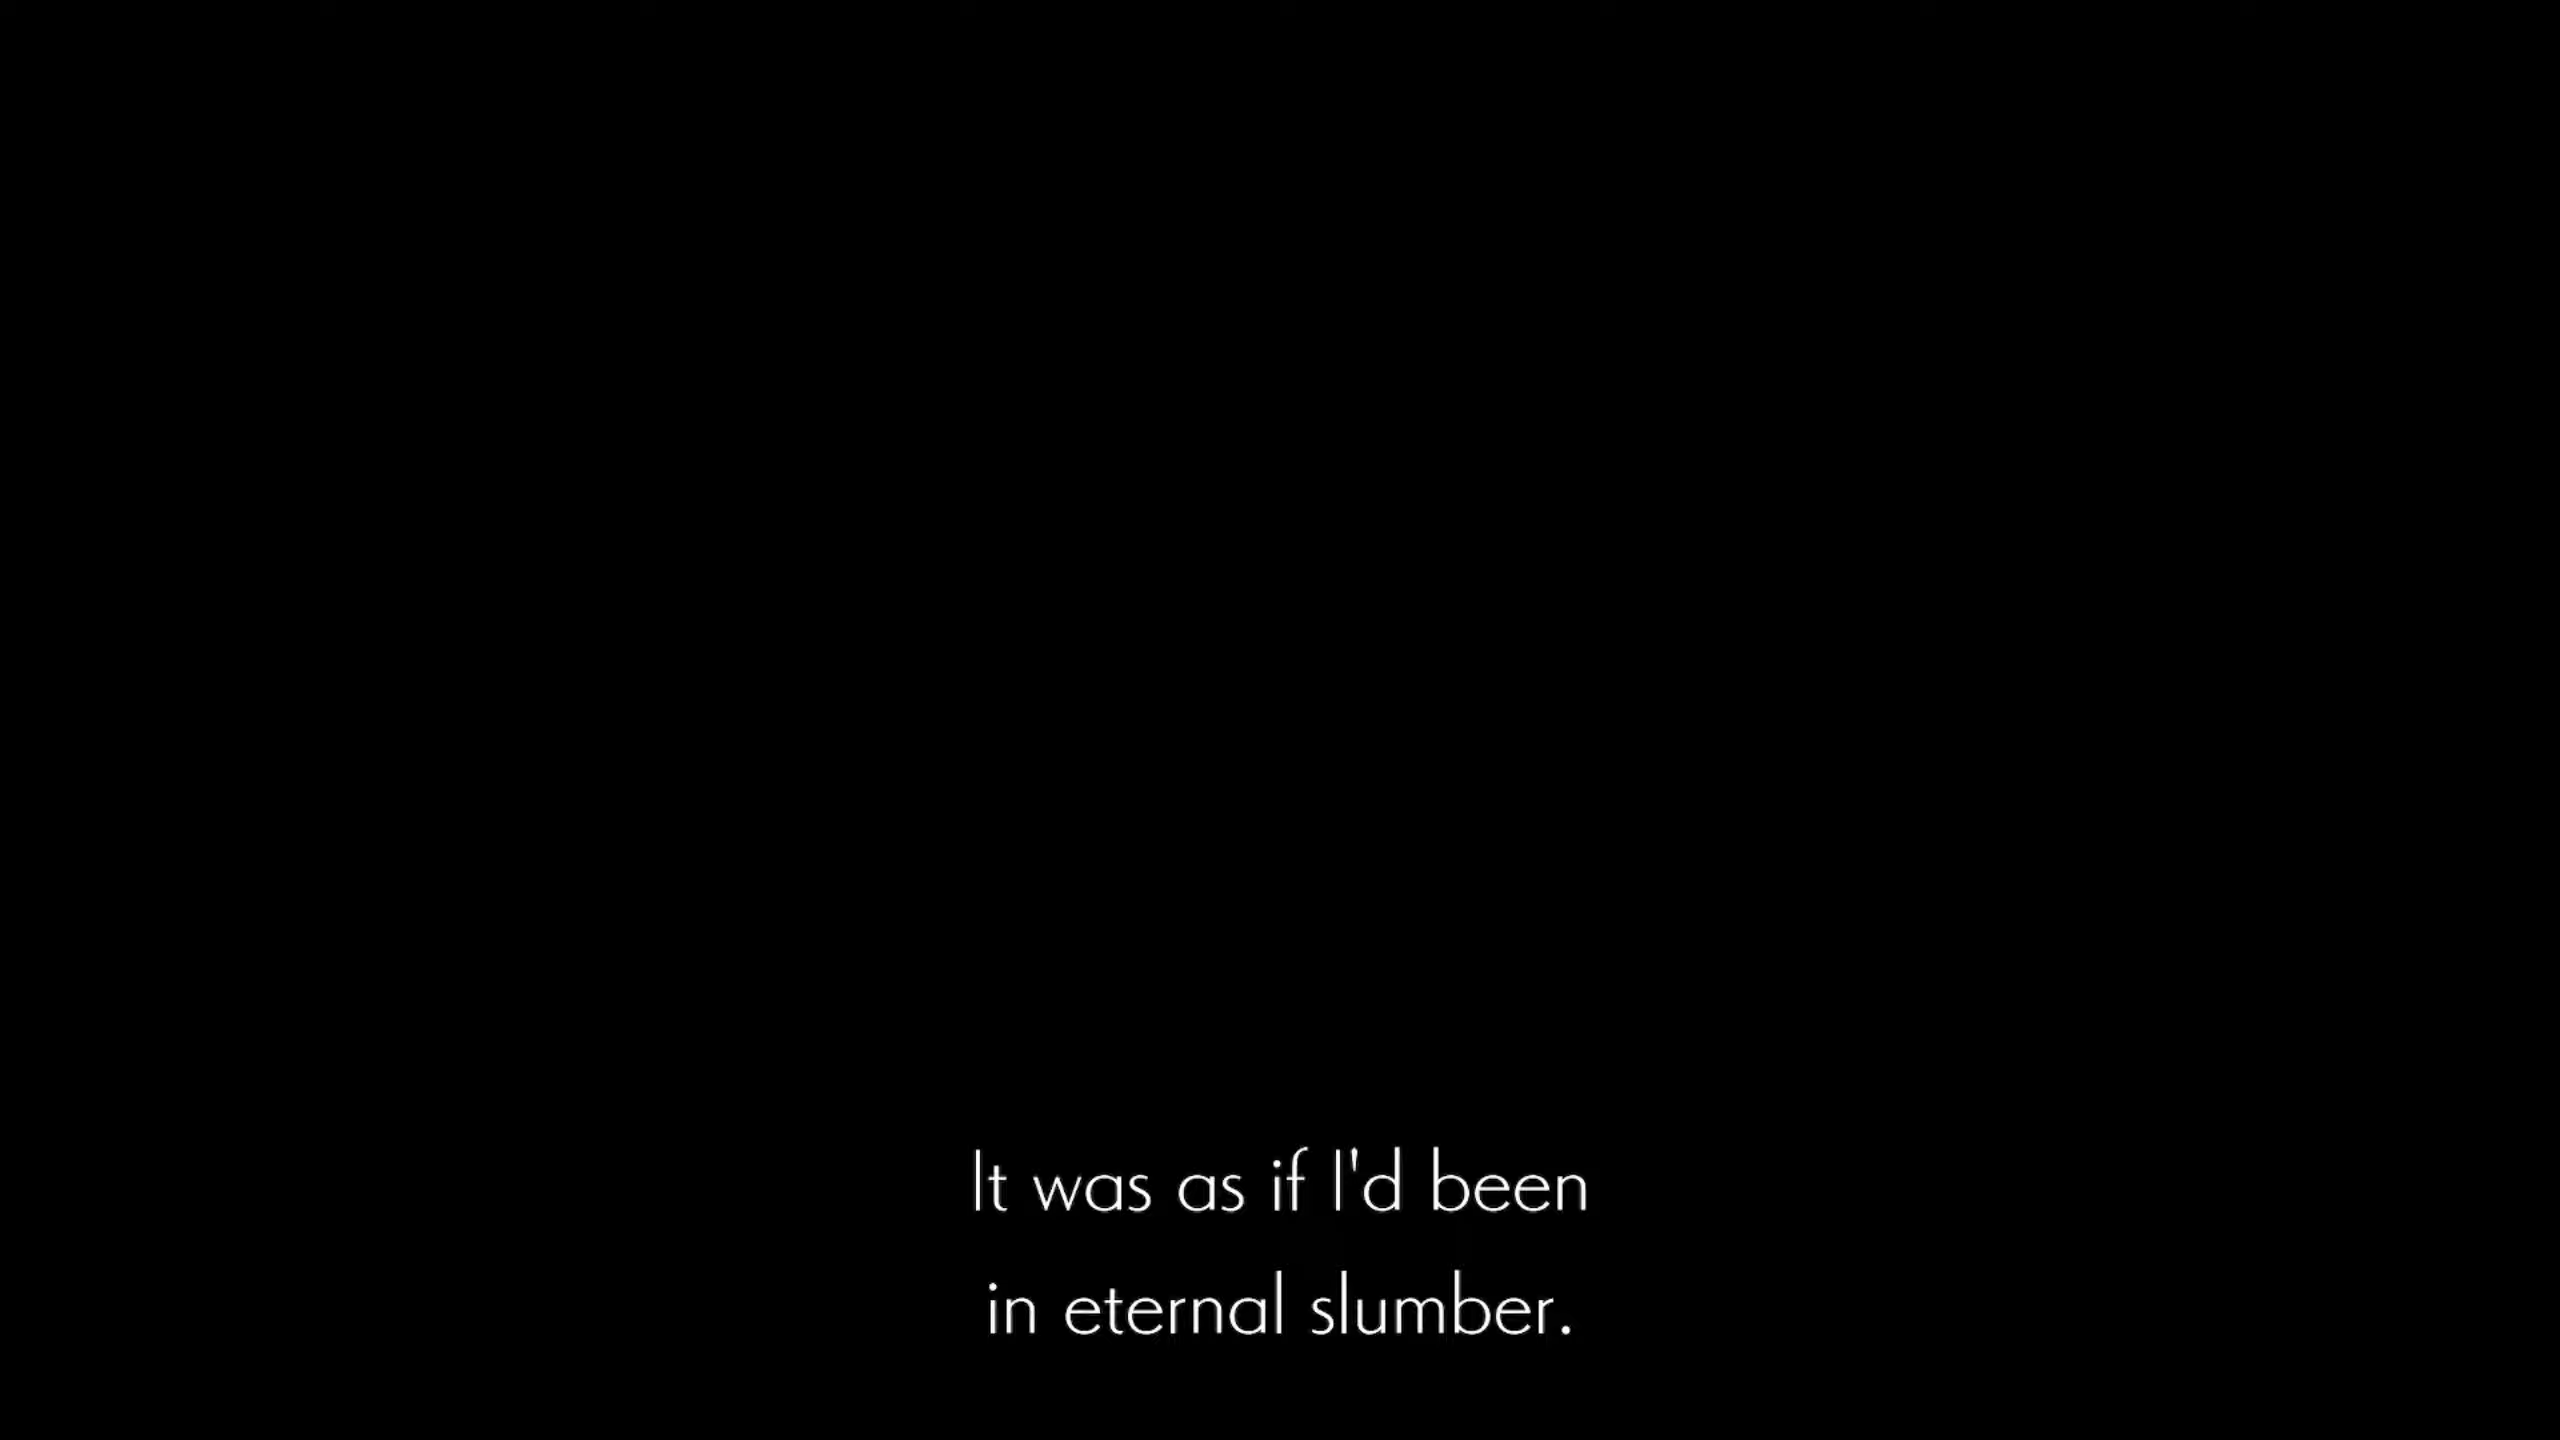 It was as if I'd been
in eternal slumber.